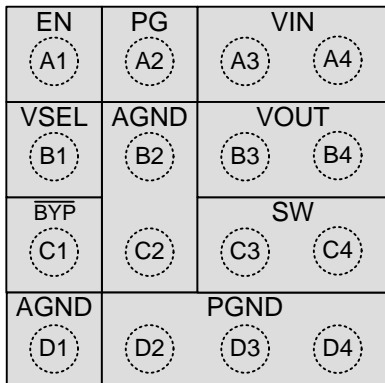 EN PG VIN
A1 A2 A3 A4
VSEL AGND VOUT
B1 B2 B3 B4
BYP SW
C1 C2 C3 C4
AGND PGND
D1 D2 D3 D4